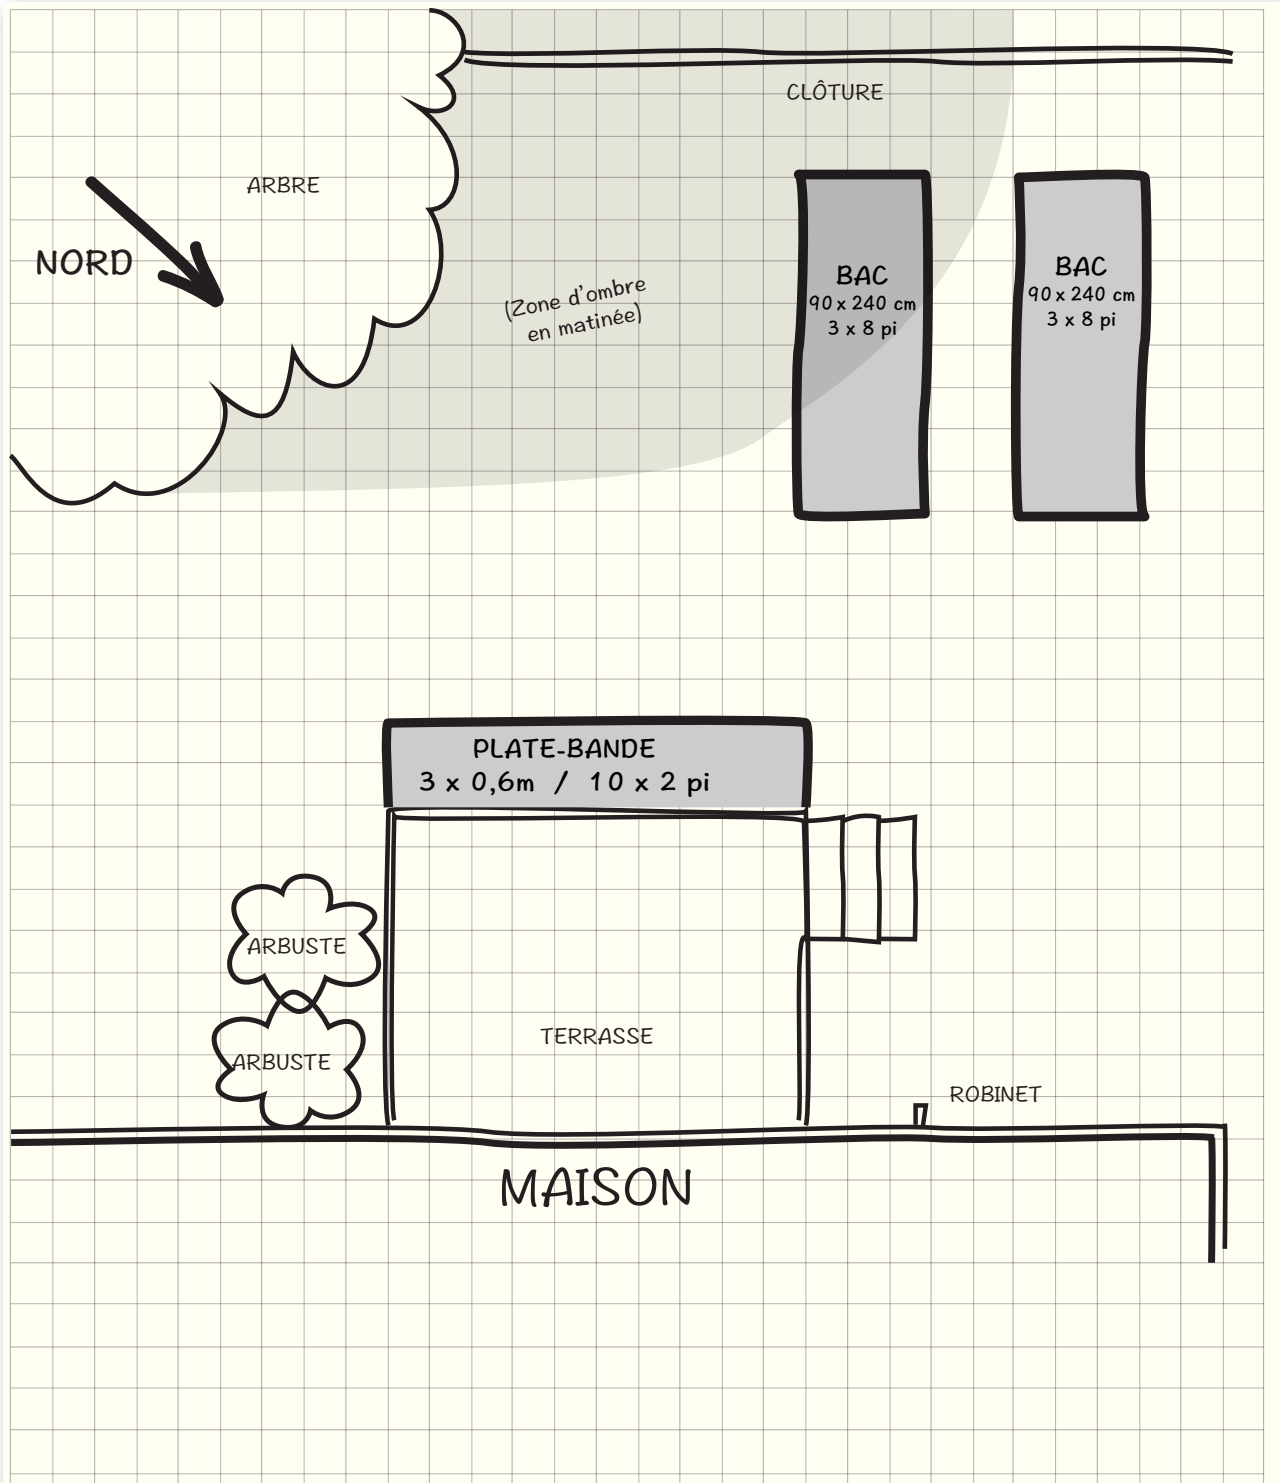 CLÔTURE
ARBRE
NORD
(Zone d'ombre
en matinée)
BAC
90 x 240 cm
3 x 8 pi
BAC
90 x 240 cm
3 x 8 pi
PLATE-BANDE
3 x 0,6m / 10 x 2 pi
ARBUSTE
ARBUSTE
TERRASSE
ROBINET
MAISON